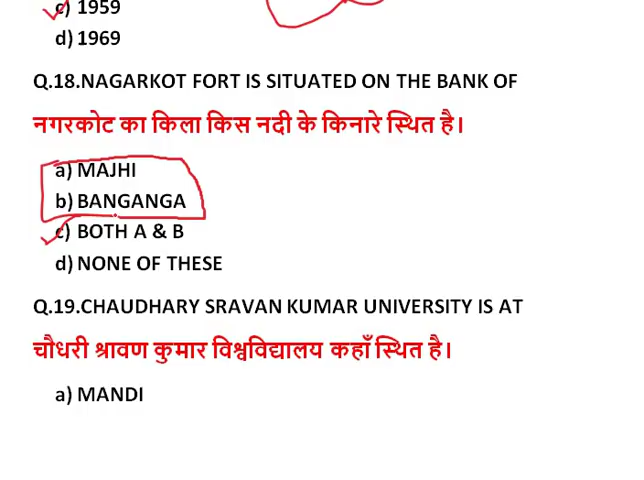 c) 1959
d) 1969
Q.18.NAGARKOT FORT IS SITUATED ON THE BANK OF
नगरकोट का किला किस नदी के किनारे स्थित है।
a) MAJHI
b) BANGANGA
c) BOTH A & B
d) NONE OF THESE
Q.19.CHAUDHARY SRAVAN KUMAR UNIVERSITY IS AT
चौधरी श्रावण कुमार विश्वविद्यालय कहाँ स्थित है।
a) MANDI